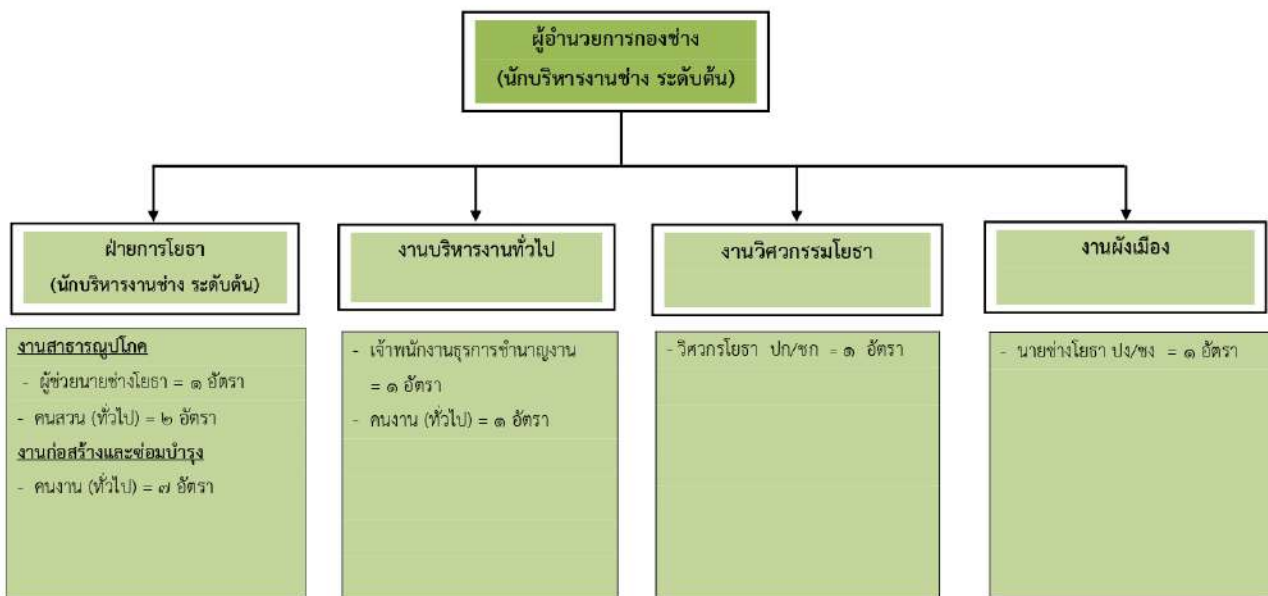 ผู้อำนวยการกองช่าง
(นักบริหารงานช่าง ระดับต้น)
ฝ่ายการโยธา
(นักบริหารงานช่าง ระดับต้น)
งานสาธารณูปโภค
- ผู้ช่วยนายช่างโยธา = ๑ อัตรา
- คนสวน (ทั่วไป) = ๒ อัตรา
งานก่อสร้างและซ่อมบำรุง
- คนงาน (ทั่วไป) = ๗ อัตรา
งานบริหารงานทั่วไป
- เจ้าพนักงานธุรการชำนาญงาน
= ๑ อัตรา
- คนงาน (ทั่วไป) = ๑ อัตรา
งานวิศวกรรมโยธา
- วิศวกรโยธา ปก/ชก = ๑ อัตรา
งานผังเมือง
- นายช่างโยธา ปง/ชง = ๑ อัตรา